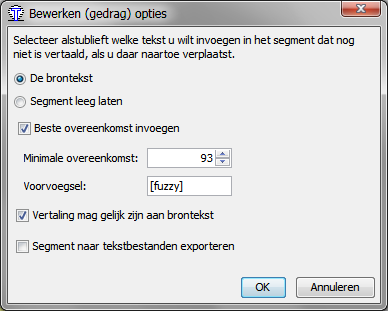 Bewerken (gedrag) opties
Selecteer alstublieft welke tekst u wilt invoegen in het segment dat nog
niet is vertaald, als u daar naartoe verplaatst.
De brontekst
Segment leeg laten
Beste overeenkomst invoegen
Minimale overeenkomst: 93
Voorvoegsel: [fuzzy]
Vertaling mag gelijk zijn aan brontekst
Segment naar tekstbestanden exporteren
OK Annuleren